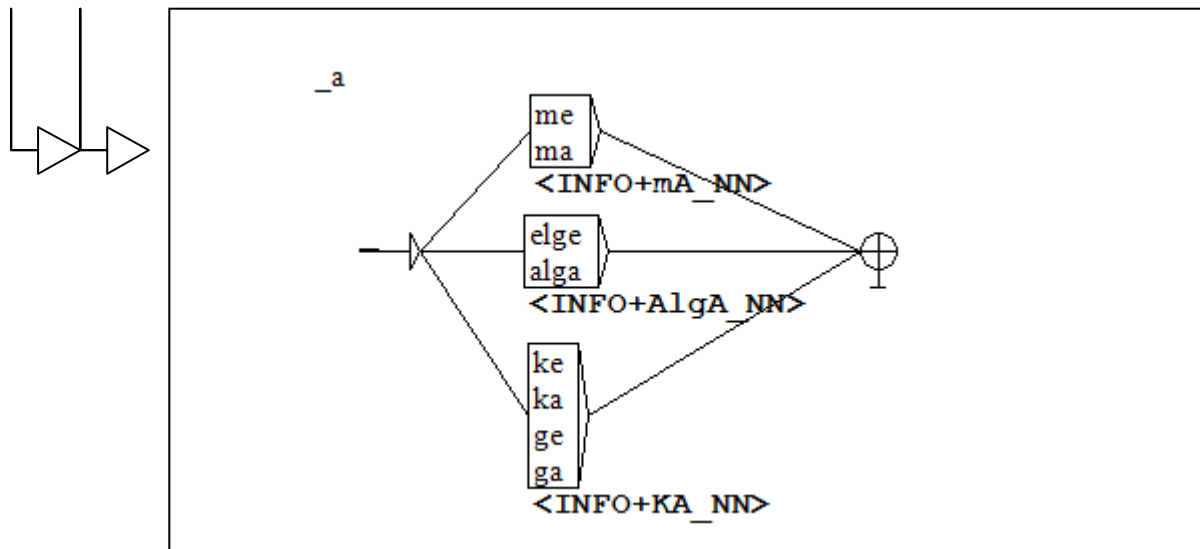 _a
me
ma
<INFO+mA_NN>
elge
alga
<INFO+AlgA_NN>
ke
ka
ge
ga
<INFO+KA_NN>